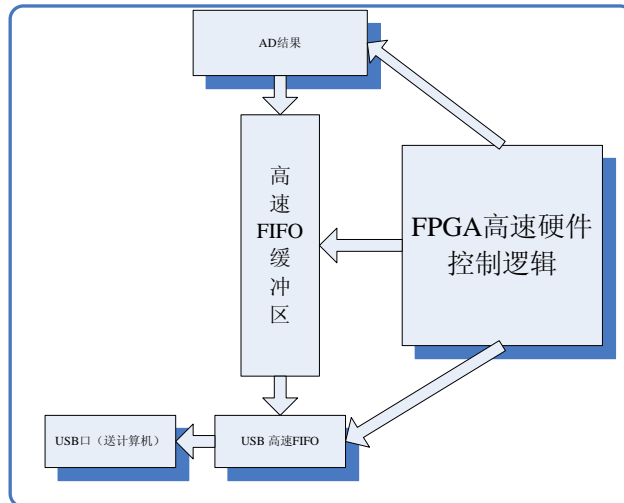 AD结果
高
速
FIFO
缓
冲
区
FPGA高速硬件
控制逻辑
USB口（送计算机）
USB 高速FIFO